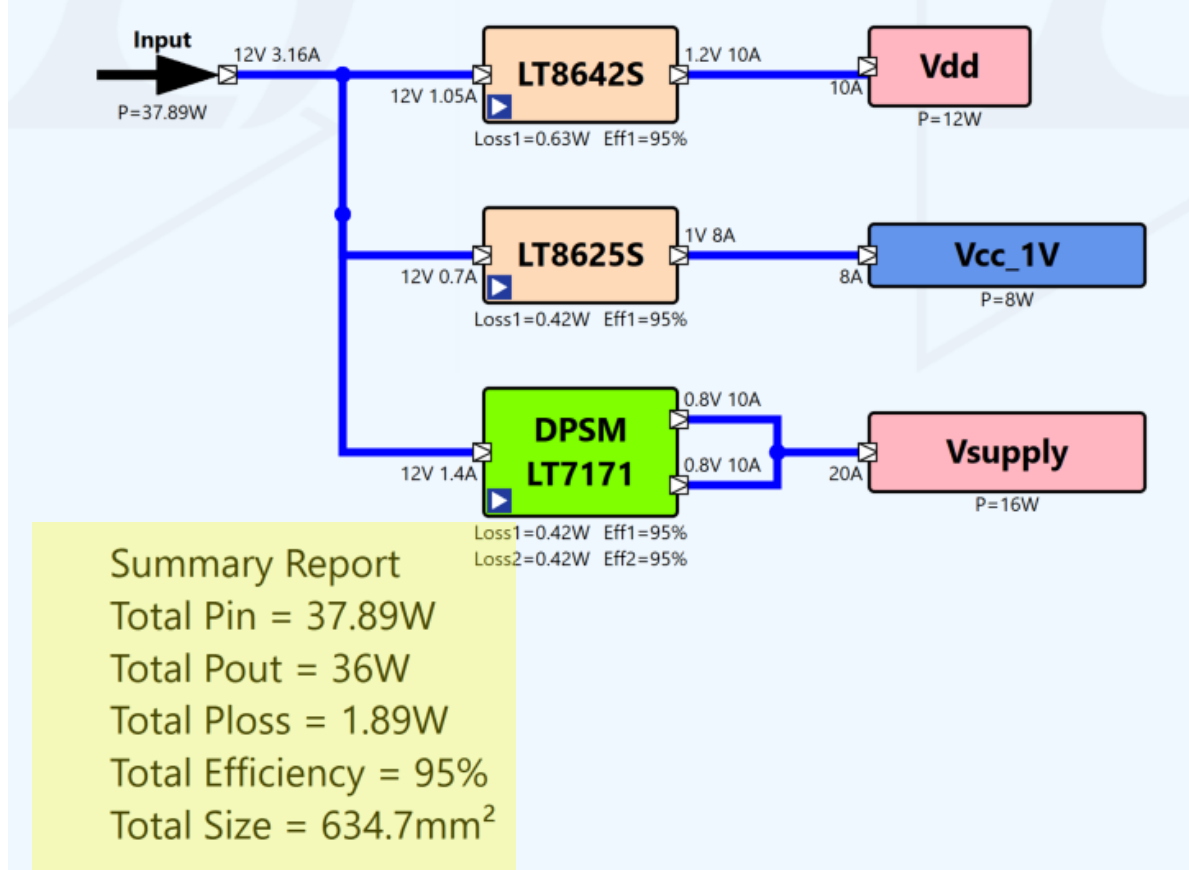 Input
12V 3.16A
P=37.89W
12V 1.05A
LT8642S
Loss1=0.63W Eff1=95%
1.2V 10A
10A
Vdd
P=12W
12V 0.7A
LT8625S
Loss1=0.42W Eff1=95%
1V 8A
8A
Vcc_1V
P=8W
12V 1.4A
DPSM
LT7171
Loss1=0.42W Eff1=95%
Loss2=0.42W Eff2=95%
0.8V 10A
0.8V 10A
20A
Vsupply
P=16W
Summary Report
Total Pin = 37.89W
Total Pout = 36W
Total Ploss = 1.89W
Total Efficiency = 95%
Total Size = 634.7mm²